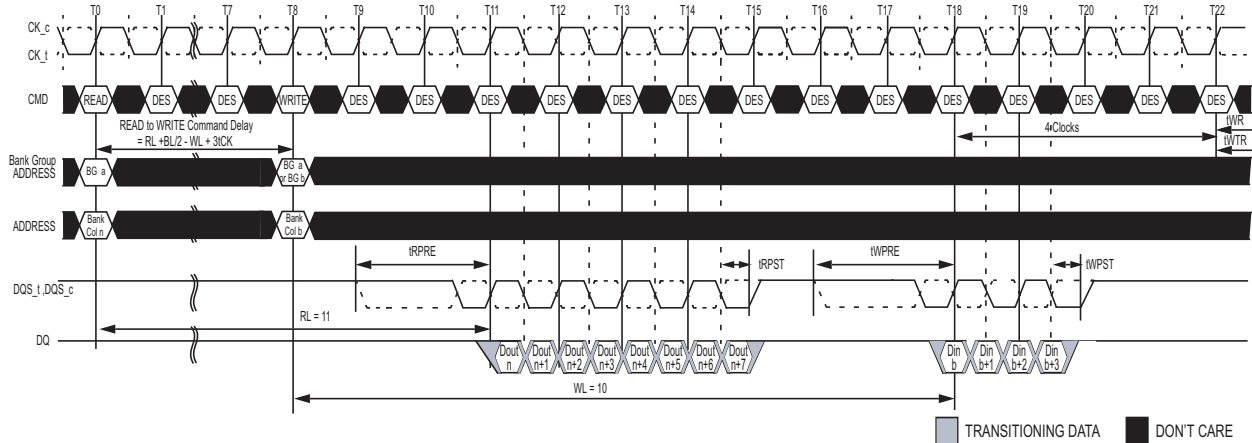 T0 T1 T7 T8 T9 T10 T11 T12 T13 T14 T15 T16 T17 T18 T19 T20 T21 T22
CK_c
CK_t
CMD READ DES DES WRITE DES DES DES DES DES DES DES DES DES DES DES DES DES DES
READ to WRITE Command Delay
= RL +BL/2 - WL + 3tCK
4 Clocks
tWR
tWTR
Bank Group
ADDRESS
BG a
BG a
or BG b
ADDRESS
Bank
Col n
Bank
Col b
tRPRE tRPST tWPRE tWPST
DQS_t ,DQS_c
RL = 11
DQ
Dout Dout Dout Dout Dout Dout Dout Dout Din Din Din Din
n n+1 n+2 n+3 n+4 n+5 n+6 n+7 b b+1 b+2 b+3
WL = 10
TRANSITIONING DATA DON'T CARE